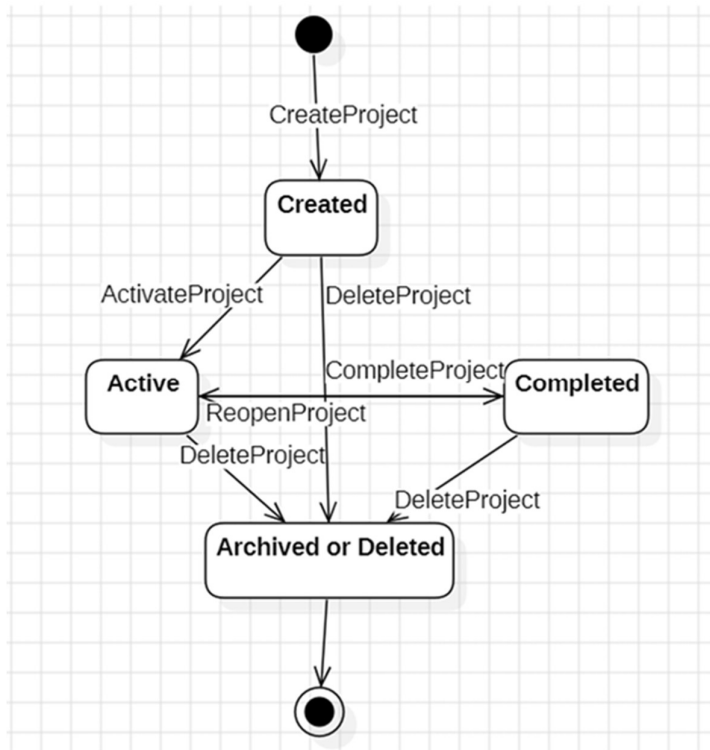 CreateProject
Created
ActivateProject
DeleteProject
CompleteProject
Active
Completed
ReopenProject
DeleteProject
DeleteProject
Archived or Deleted